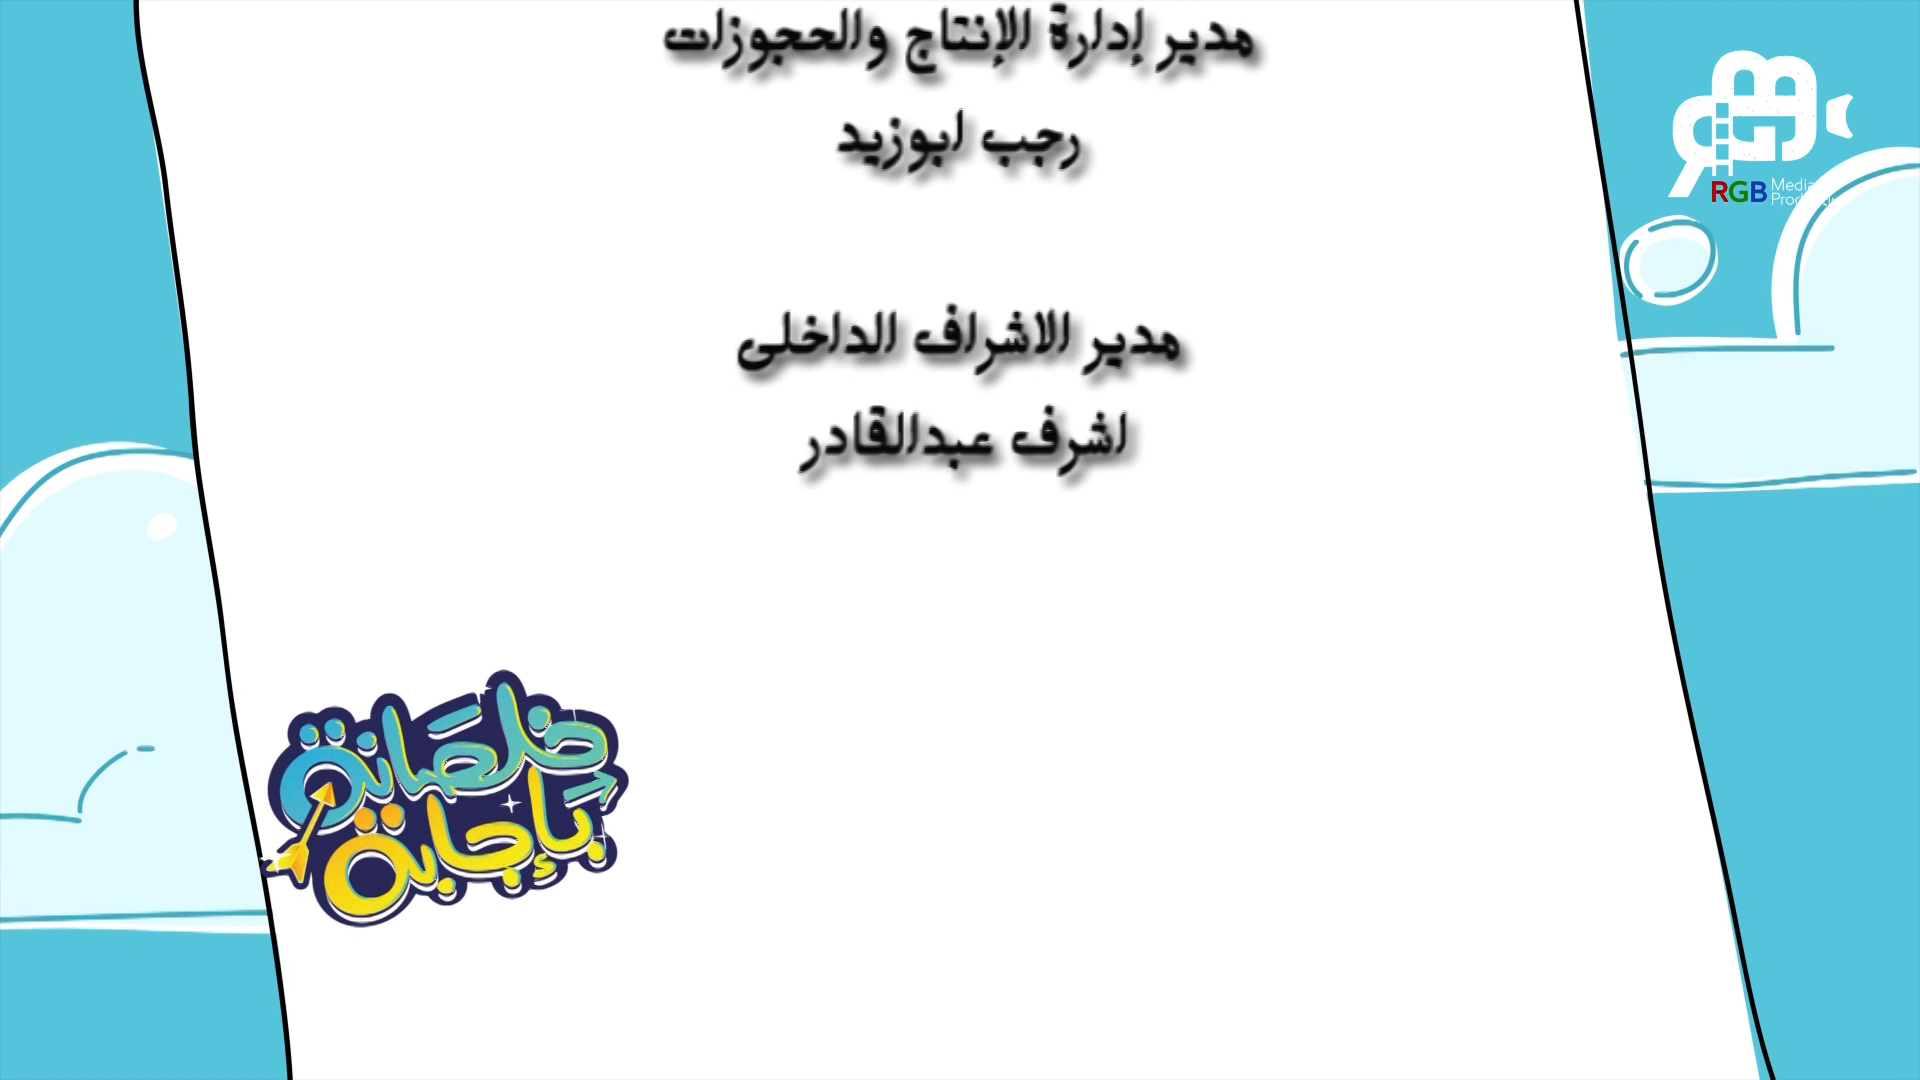 مدير إدارة الإنتاج والحجوزات
رجب ابوزيد
مدير الاشراف الداخلى
اشرف عبدالقادر
خلصانة
بإجابة
RGB Media